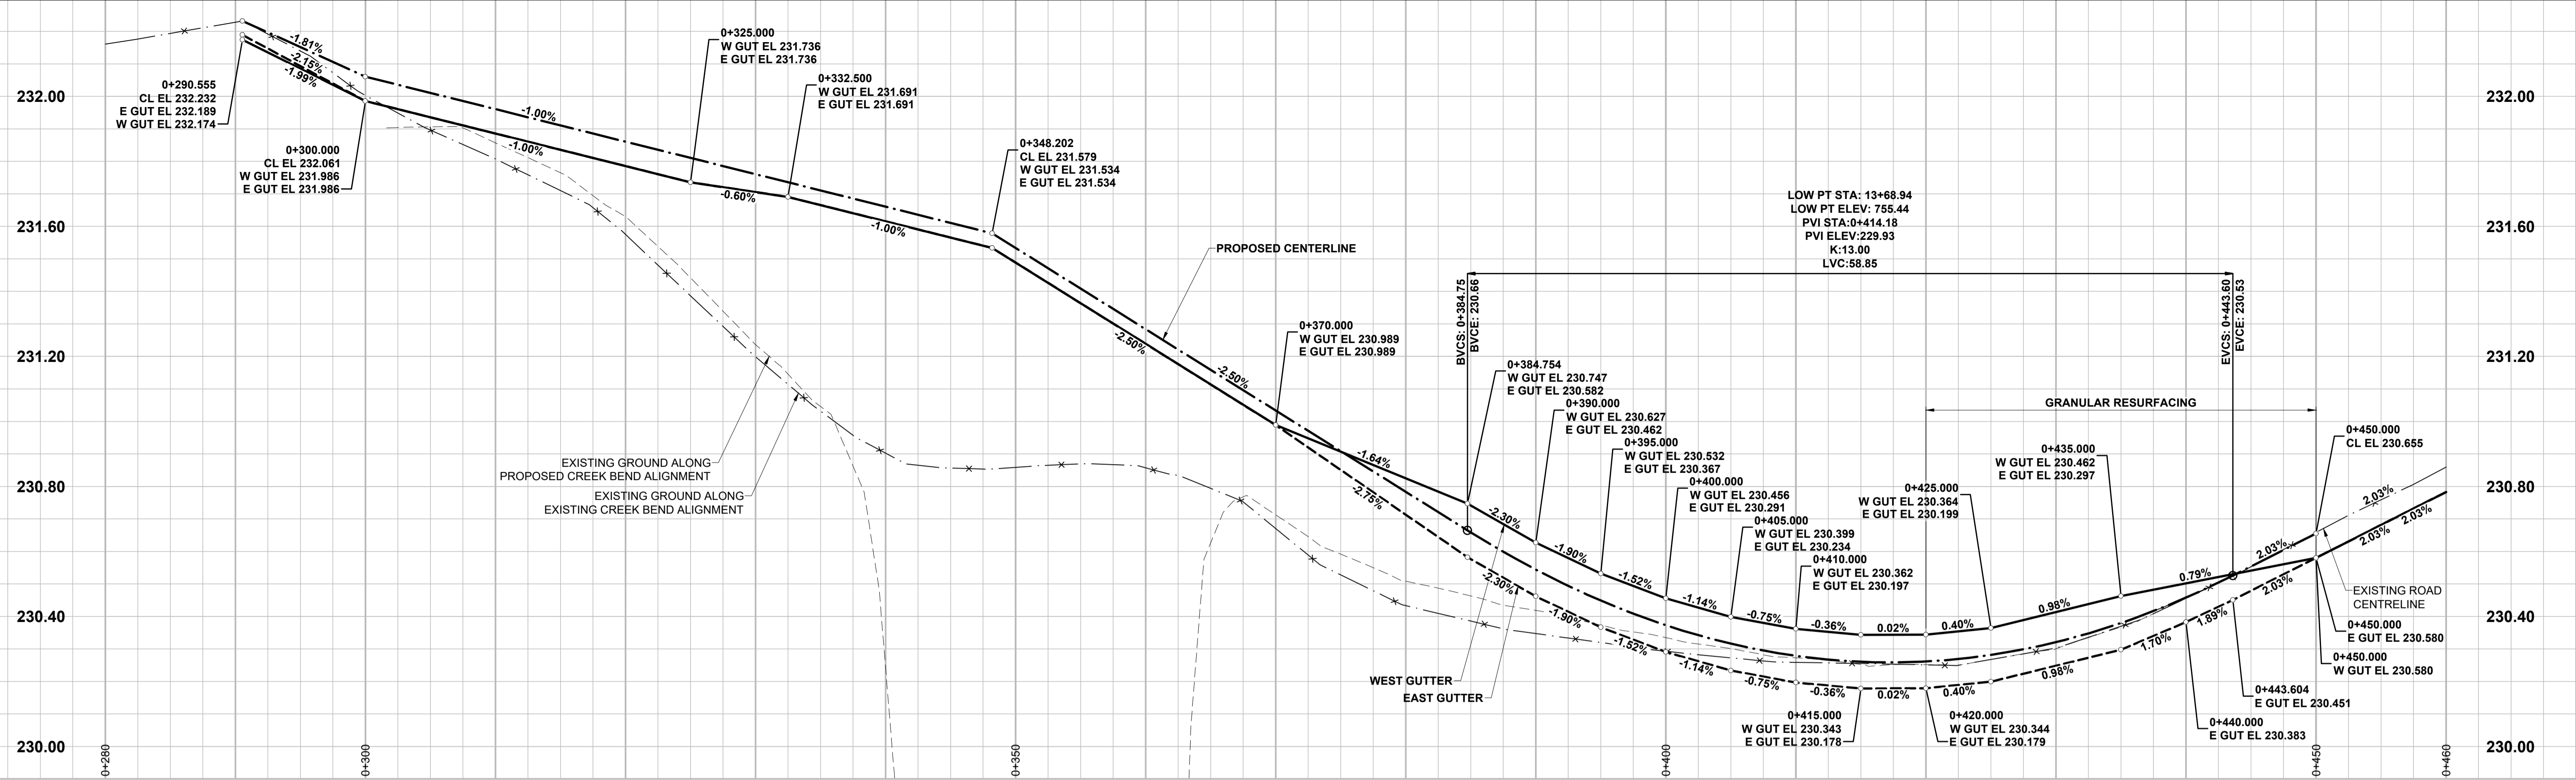 -1.81%
-2.15%
-1.99%
0+290.555
CL EL 232.232
E GUT EL 232.189
W GUT EL 232.174
232.00
0+300.000
CL EL 232.061
W GUT EL 231.986
E GUT EL 231.986
-1.00%
-1.00%
0+325.000
W GUT EL 231.736
E GUT EL 231.736
0+332.500
W GUT EL 231.691
E GUT EL 231.691
-0.60%
-1.00%
0+348.202
CL EL 231.579
W GUT EL 231.534
E GUT EL 231.534
232.00
231.60
PROPOSED CENTERLINE
LOW PT STA: 13+68.94
LOW PT ELEV: 755.44
PVI STA:0+414.18
PVI ELEV:229.93
K:13.00
LVC:58.85
231.60
BVCS: 0+384.75
BVCE: 230.66
EVCS: 0+443.60
EVCE: 230.53
231.20
-2.50%
-2.50%
0+370.000
W GUT EL 230.989
E GUT EL 230.989
231.20
0+384.754
W GUT EL 230.747
E GUT EL 230.582
0+390.000
W GUT EL 230.627
E GUT EL 230.462
0+395.000
W GUT EL 230.532
E GUT EL 230.367
0+400.000
W GUT EL 230.456
E GUT EL 230.291
0+405.000
W GUT EL 230.399
E GUT EL 230.234
0+410.000
W GUT EL 230.362
E GUT EL 230.197
GRANULAR RESURFACING
0+425.000
W GUT EL 230.364
E GUT EL 230.199
0+435.000
W GUT EL 230.462
E GUT EL 230.297
0+450.000
CL EL 230.655
EXISTING GROUND ALONG
PROPOSED CREEK BEND ALIGNMENT
EXISTING GROUND ALONG
EXISTING CREEK BEND ALIGNMENT
230.80
-1.64%
-2.75%
230.80
-2.30%
-1.90%
-1.52%
-1.14%
-0.75%
-0.36%
0.02%
0.40%
0.98%
0.79%
2.03%
2.03%
2.03%
2.03%
-2.30%
-1.90%
-1.52%
-1.14%
-0.75%
-0.36%
0.02%
0.40%
0.98%
1.70%
1.89%
2.03%
EXISTING ROAD
CENTRELINE
230.40
230.40
0+450.000
E GUT EL 230.580
0+450.000
W GUT EL 230.580
0+443.604
E GUT EL 230.451
0+440.000
E GUT EL 230.383
WEST GUTTER
EAST GUTTER
0+415.000
W GUT EL 230.343
E GUT EL 230.178
0+420.000
W GUT EL 230.344
E GUT EL 230.179
230.00
0+280
0+300
0+350
0+400
0+450
0+460
230.00